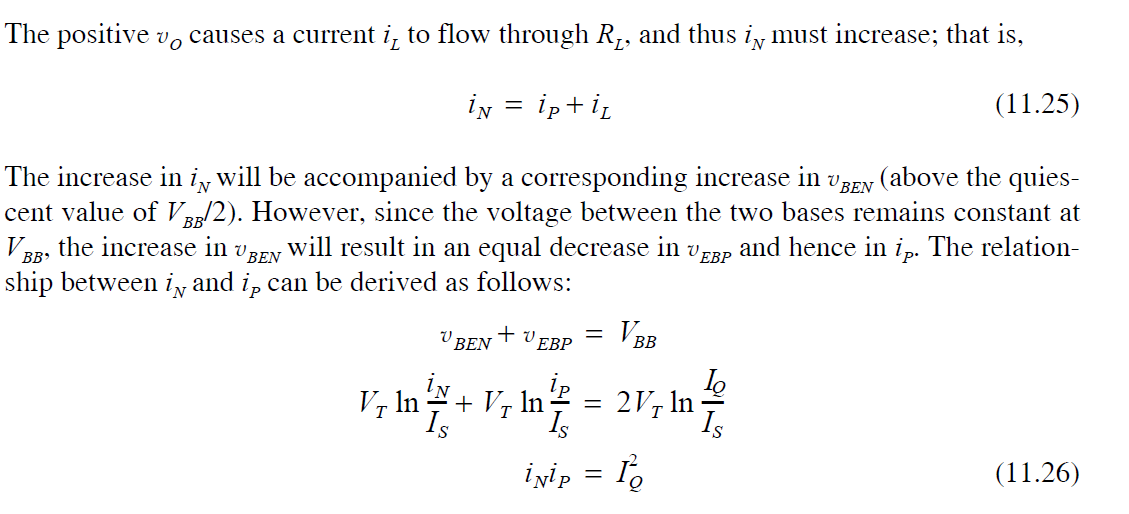 The positive v_O causes a current i_L to flow through R_L, and thus i_N must increase; that is,
i_N = i_P + i_L (11.25)
The increase in i_N will be accompanied by a corresponding increase in v_BEN (above the quies-
cent value of V_BB/2). However, since the voltage between the two bases remains constant at
V_BB, the increase in v_BEN will result in an equal decrease in v_EBP and hence in i_P. The relation-
ship between i_N and i_P can be derived as follows:
v_BEN + v_EBP = V_BB
V_T ln i_N/I_S + V_T ln i_P/I_S = 2V_T ln I_Q/I_S
i_N i_P = I_Q^2 (11.26)